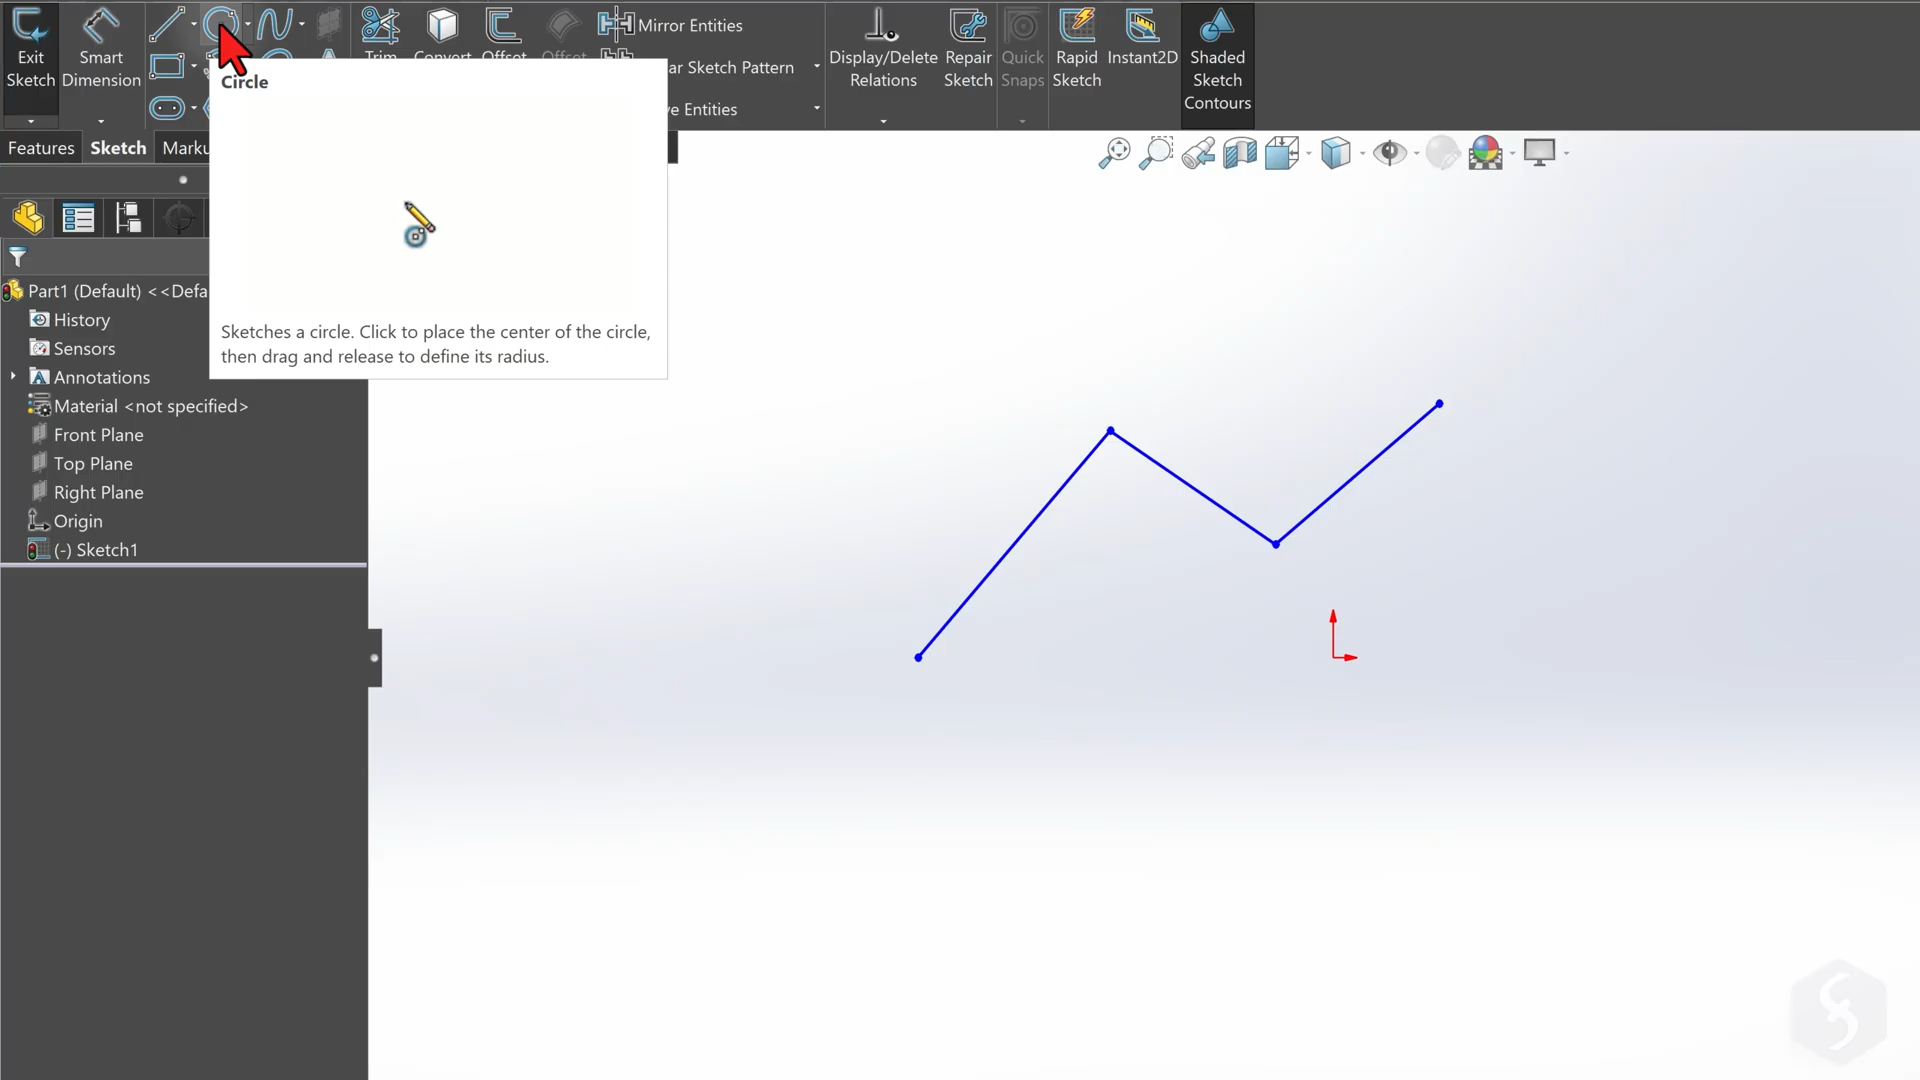 Exit
Sketch
Smart
Dimension
Trim
Convert
Offset
Offset
Mirror Entities
ar Sketch Pattern
ve Entities
Display/Delete
Relations
Repair
Sketch
Quick
Snaps
Rapid
Sketch
Instant2D
Shaded
Sketch
Contours
Features
Sketch
Marku
Circle
Sketches a circle. Click to place the center of the circle,
then drag and release to define its radius.
Part1 (Default) <<Defa
History
Sensors
Annotations
Material <not specified>
Front Plane
Top Plane
Right Plane
Origin
(-) Sketch1